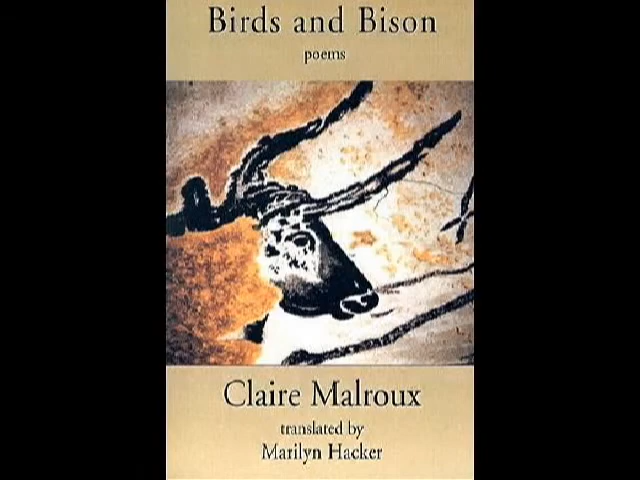 Birds and Bison
poems
Claire Malroux
translated by
Marilyn Hacker